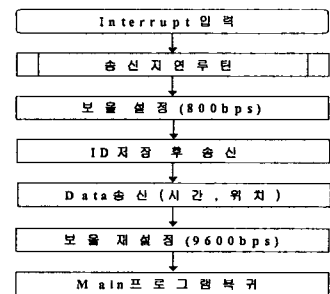 Interrupt 입력
송신지연루틴
보울설정(800bps)
ID저장 후 송신
Data송신(시간,위치)
보울 재설정(9600bps)
Main프로그램복귀